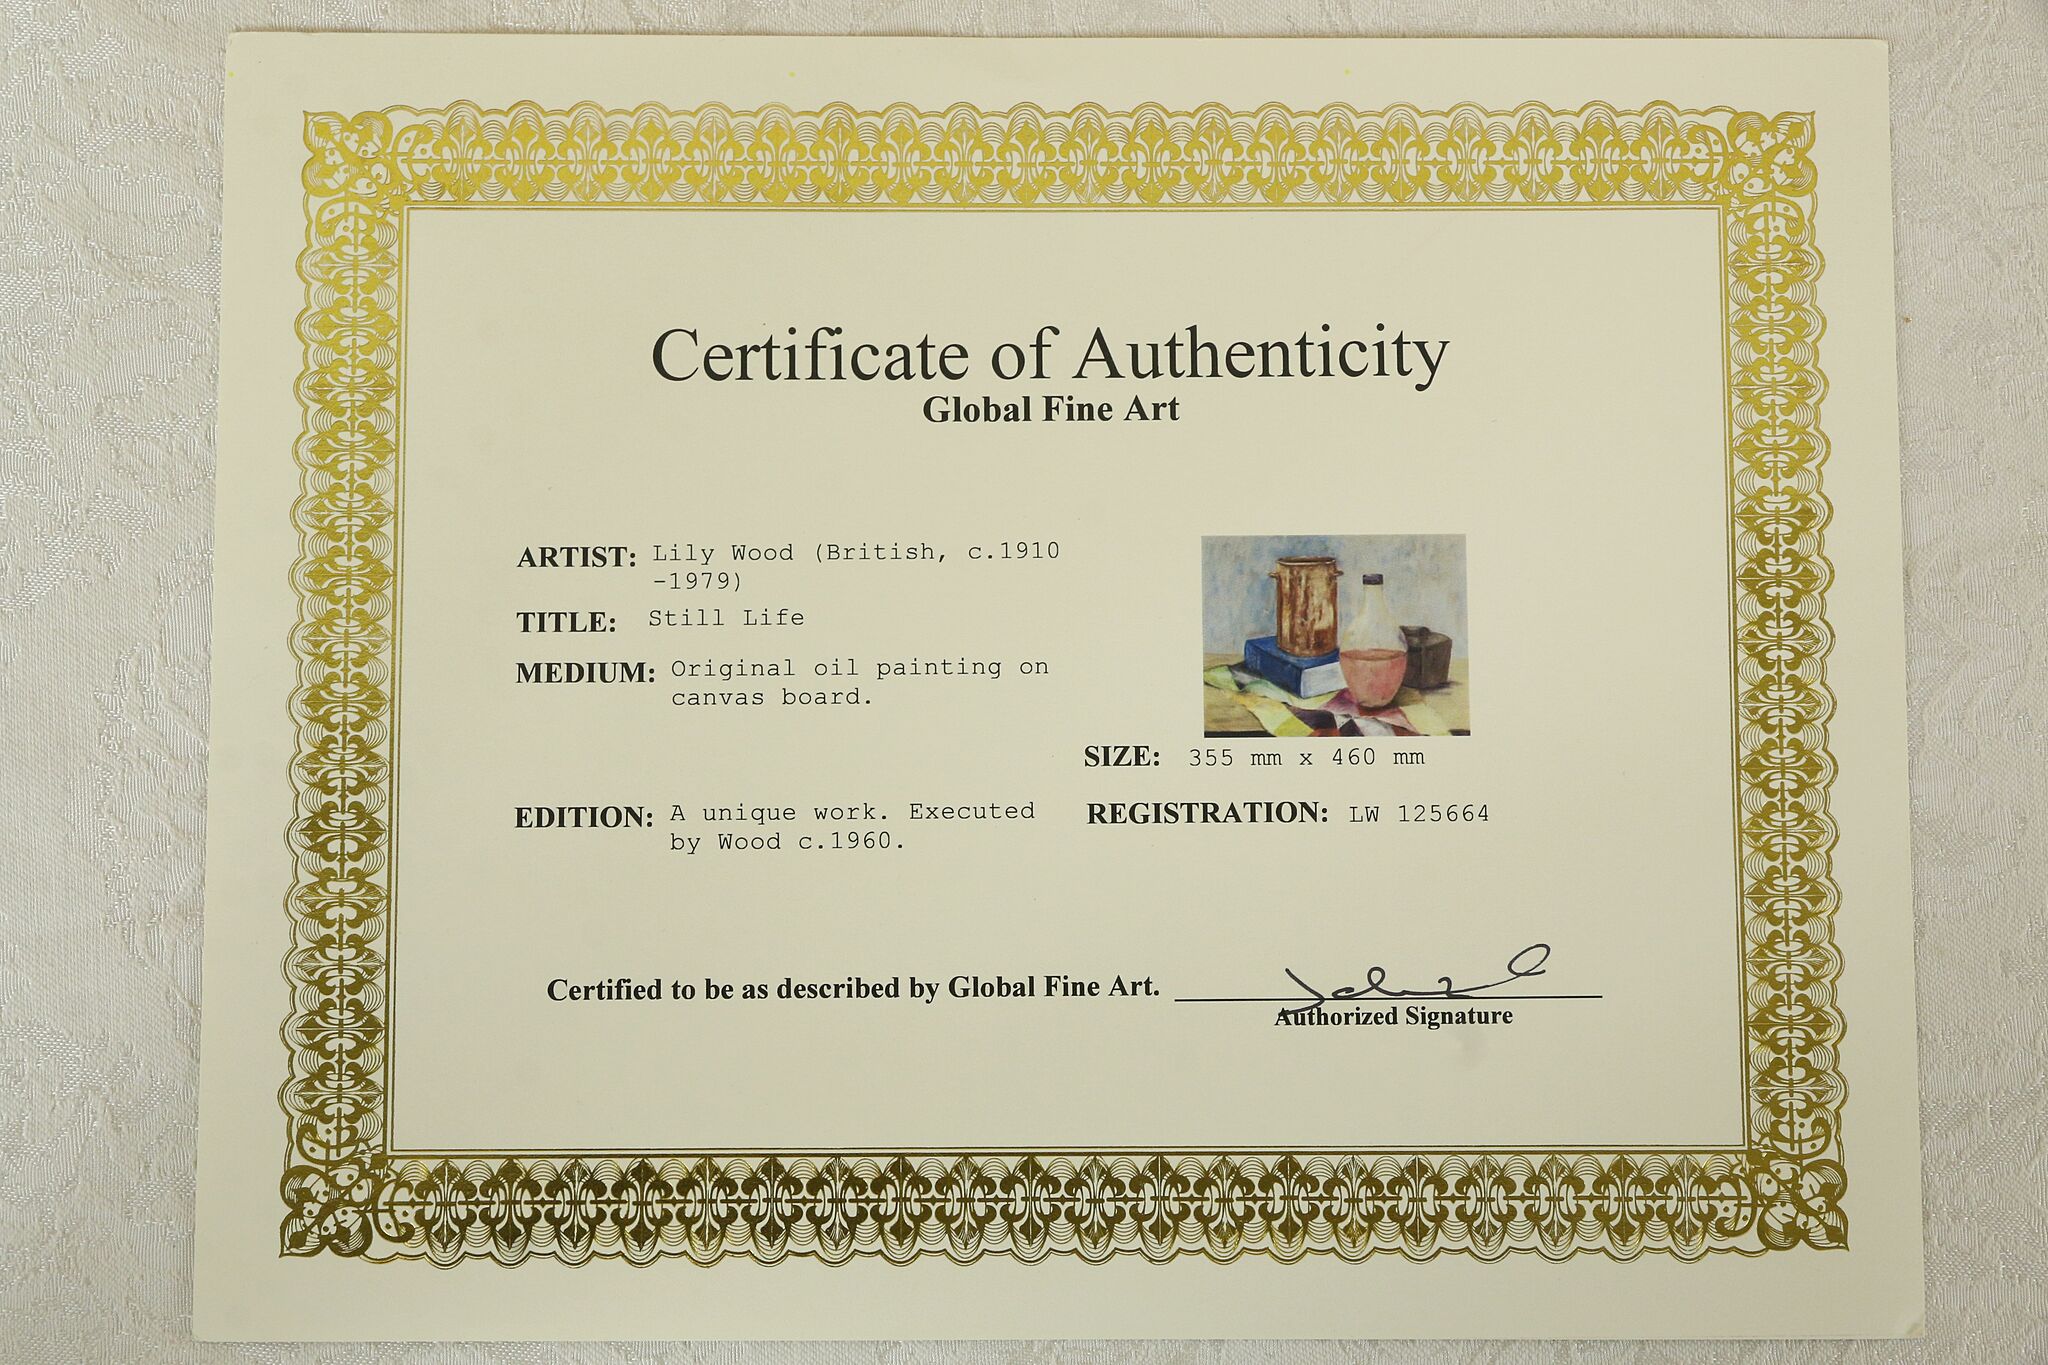 Certificate of Authenticity
Global Fine Art
ARTIST: Lily Wood (British, c.1910
-1979)
TITLE: Still Life
MEDIUM: Original oil painting on
canvas board.
SIZE: 355 mm x 460 mm
EDITION: A unique work. Executed
by Wood c.1960.
REGISTRATION: LW 125664
Certified to be as described by Global Fine Art.
Authorized Signature